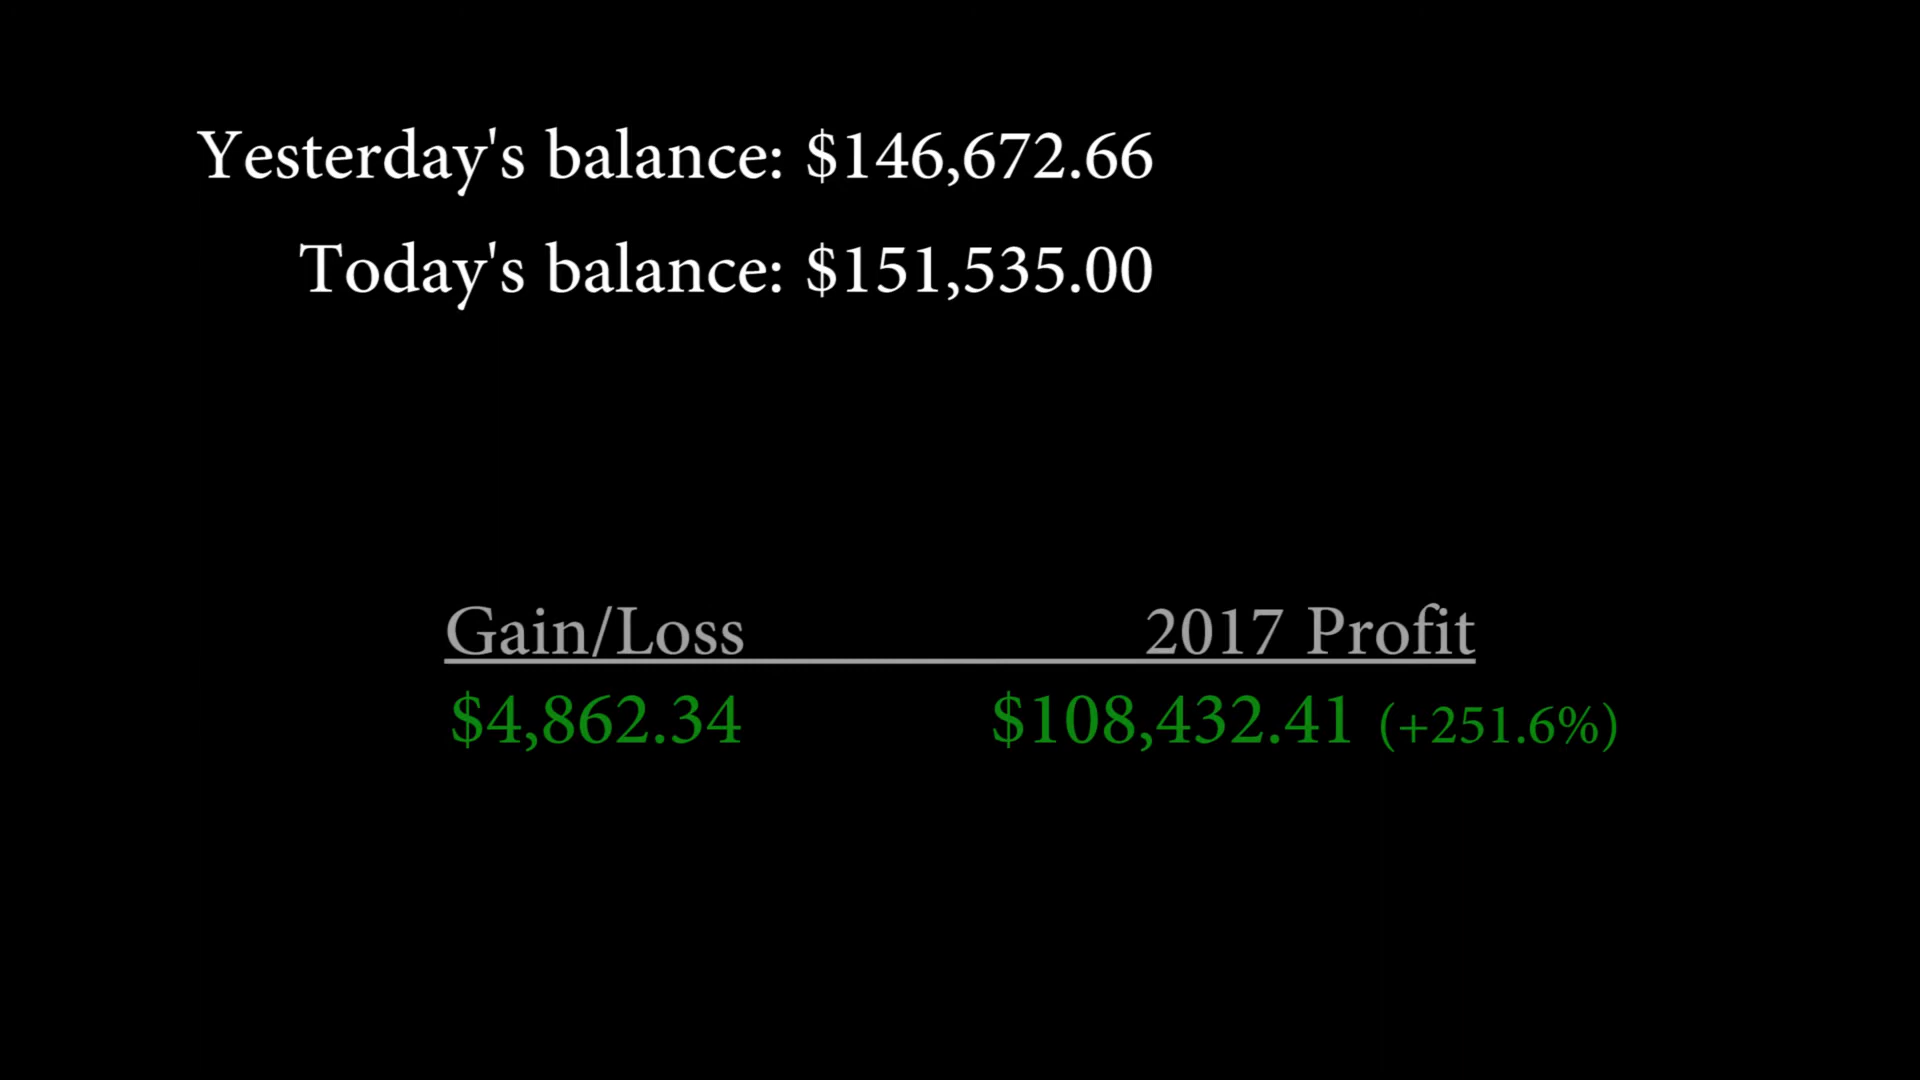 Yesterday's balance: $146,672.66
Today's balance: $151,535.00
Gain/Loss 2017 Profit
$4,862.34 $108,432.41 (+251.6%)